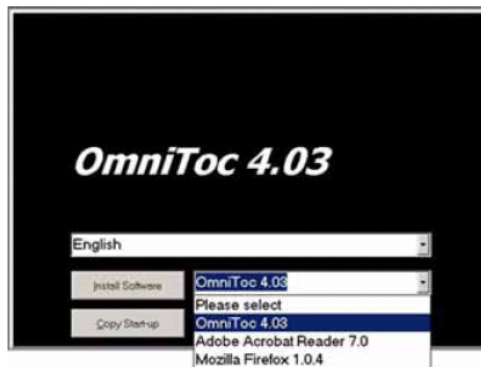 OmniToc 4.03
English
Install Software
OmniToc 4.03
Please select
OmniToc 4.03
Copy Start-up
Adobe Acrobat Reader 7.0
Mozilla Firefox 1.0.4